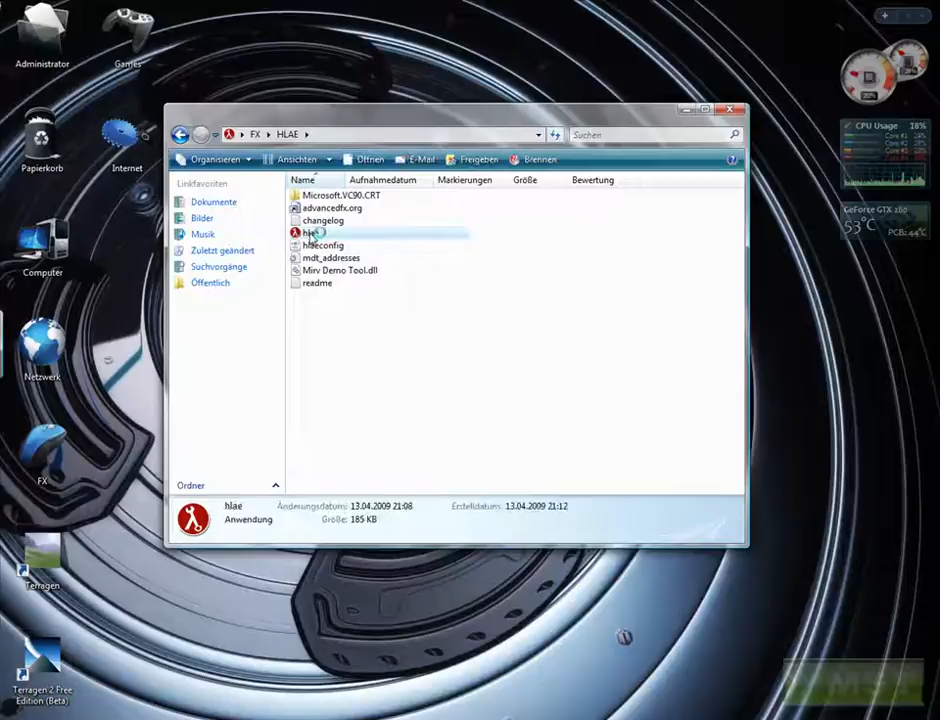 Administrator
Games
Papierkorb
Internet
Computer
Netzwerk
FX
Terragen
Terragen 2 Free
Edition (Beta)
FX HLAE
Suchen
Organisieren Ansichten Öffnen E-Mail Freigeben Brennen
Linkfavoriten
Dokumente
Bilder
Musik
Zuletzt geändert
Suchvorgänge
Öffentlich
Ordner
Name Aufnahmedatum Markierungen Größe Bewertung
Microsoft.VC90.CRT
advancedfx.org
changelog
hlaeconfig
mdt_addresses
Mirv Demo Tool.dll
readme
hlae Änderungsdatum: 13.04.2009 21:08 Erstelldatum: 13.04.2009 21:12
Anwendung Größe: 185 KB
CPU Usage 18%
GeForce GTX 260
53°C PCB: 44°C